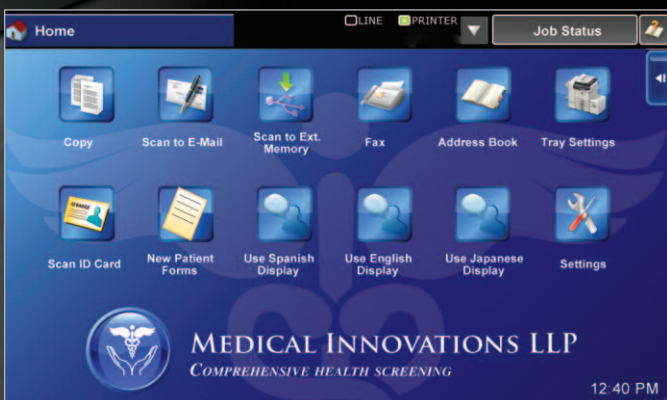 Home
LINE PRINTER
Job Status
Copy
Scan to E-Mail
Scan to Ext.
Memory
Fax
Address Book
Tray Settings
ID BADGE
Scan ID Card
New Patient
Forms
Use Spanish
Display
Use English
Display
Use Japanese
Display
Settings
MEDICAL INNOVATIONS LLP
COMPREHENSIVE HEALTH SCREENING
12:40 PM